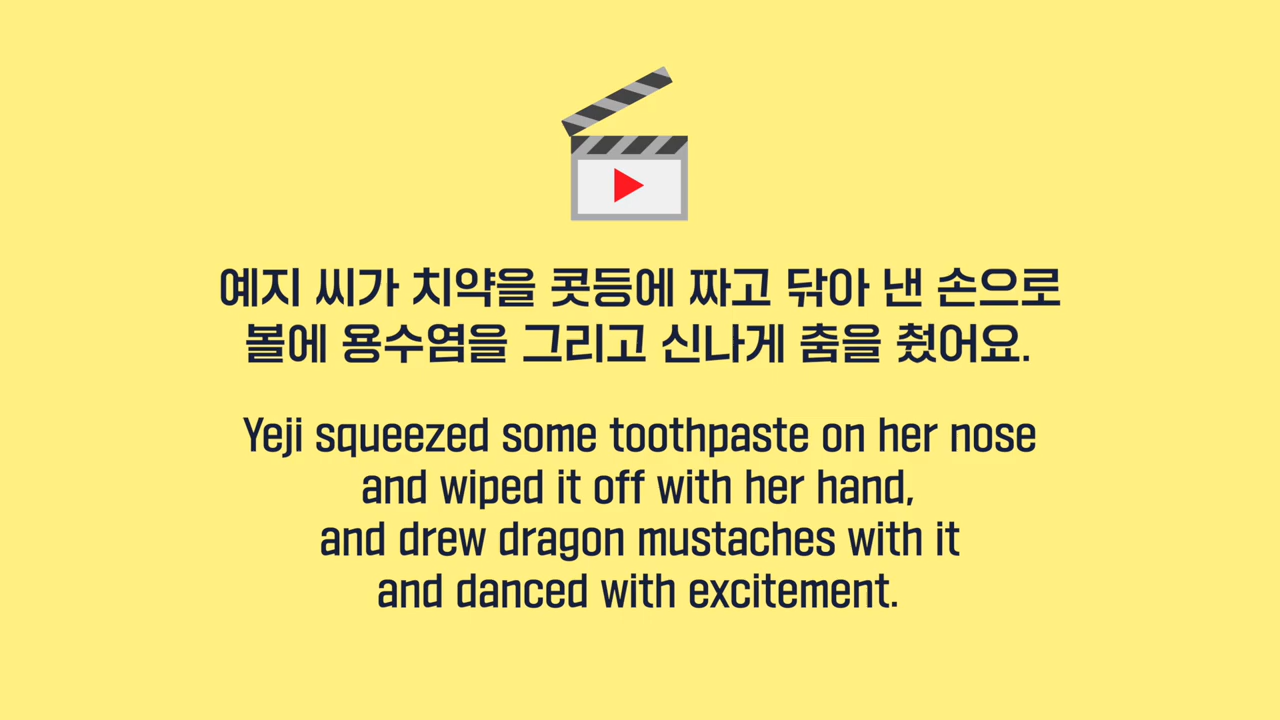 예지 씨가 치약을 콧등에 짜고 닦아 낸 손으로
볼에 용수염을 그리고 신나게 춤을 췄어요.
Yeji squeezed some toothpaste on her nose
and wiped it off with her hand,
and drew dragon mustaches with it
and danced with excitement.